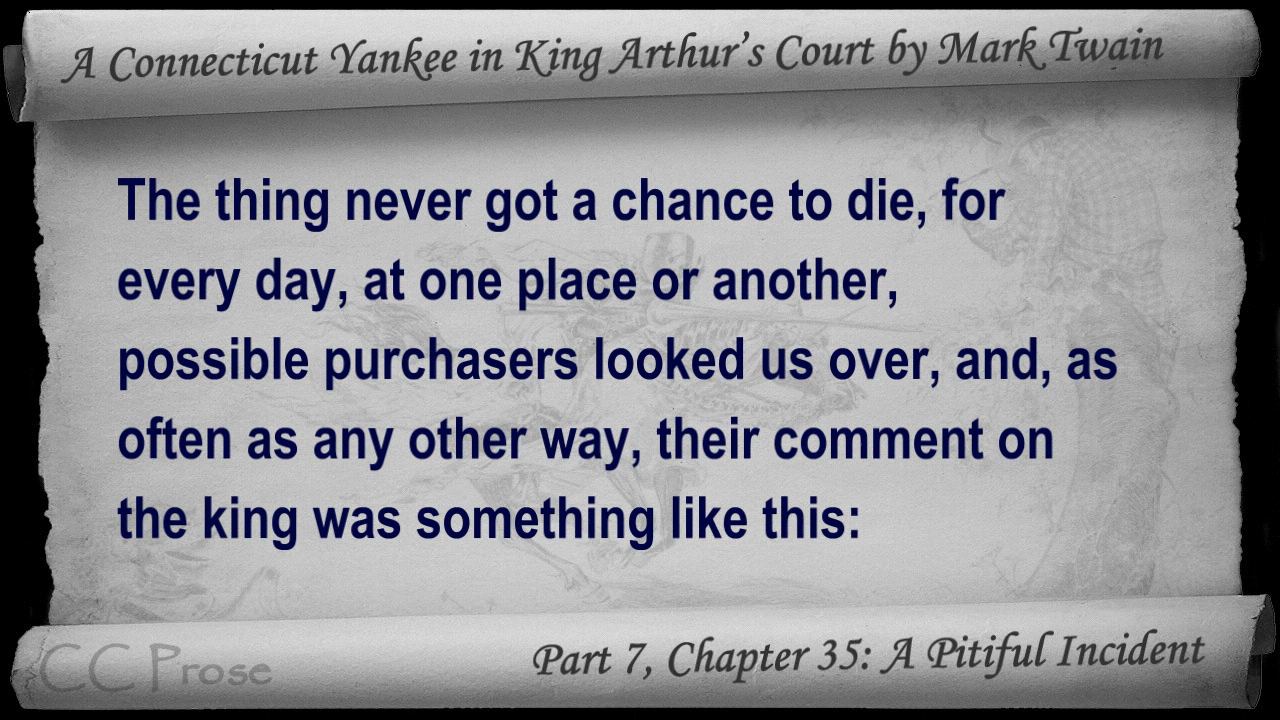 A Connecticut Yankee in King Arthur's Court by Mark Twain
The thing never got a chance to die, for
every day, at one place or another,
possible purchasers looked us over, and, as
often as any other way, their comment on
the king was something like this:
CC Prose
Part 7, Chapter 35: A Pitiful Incident